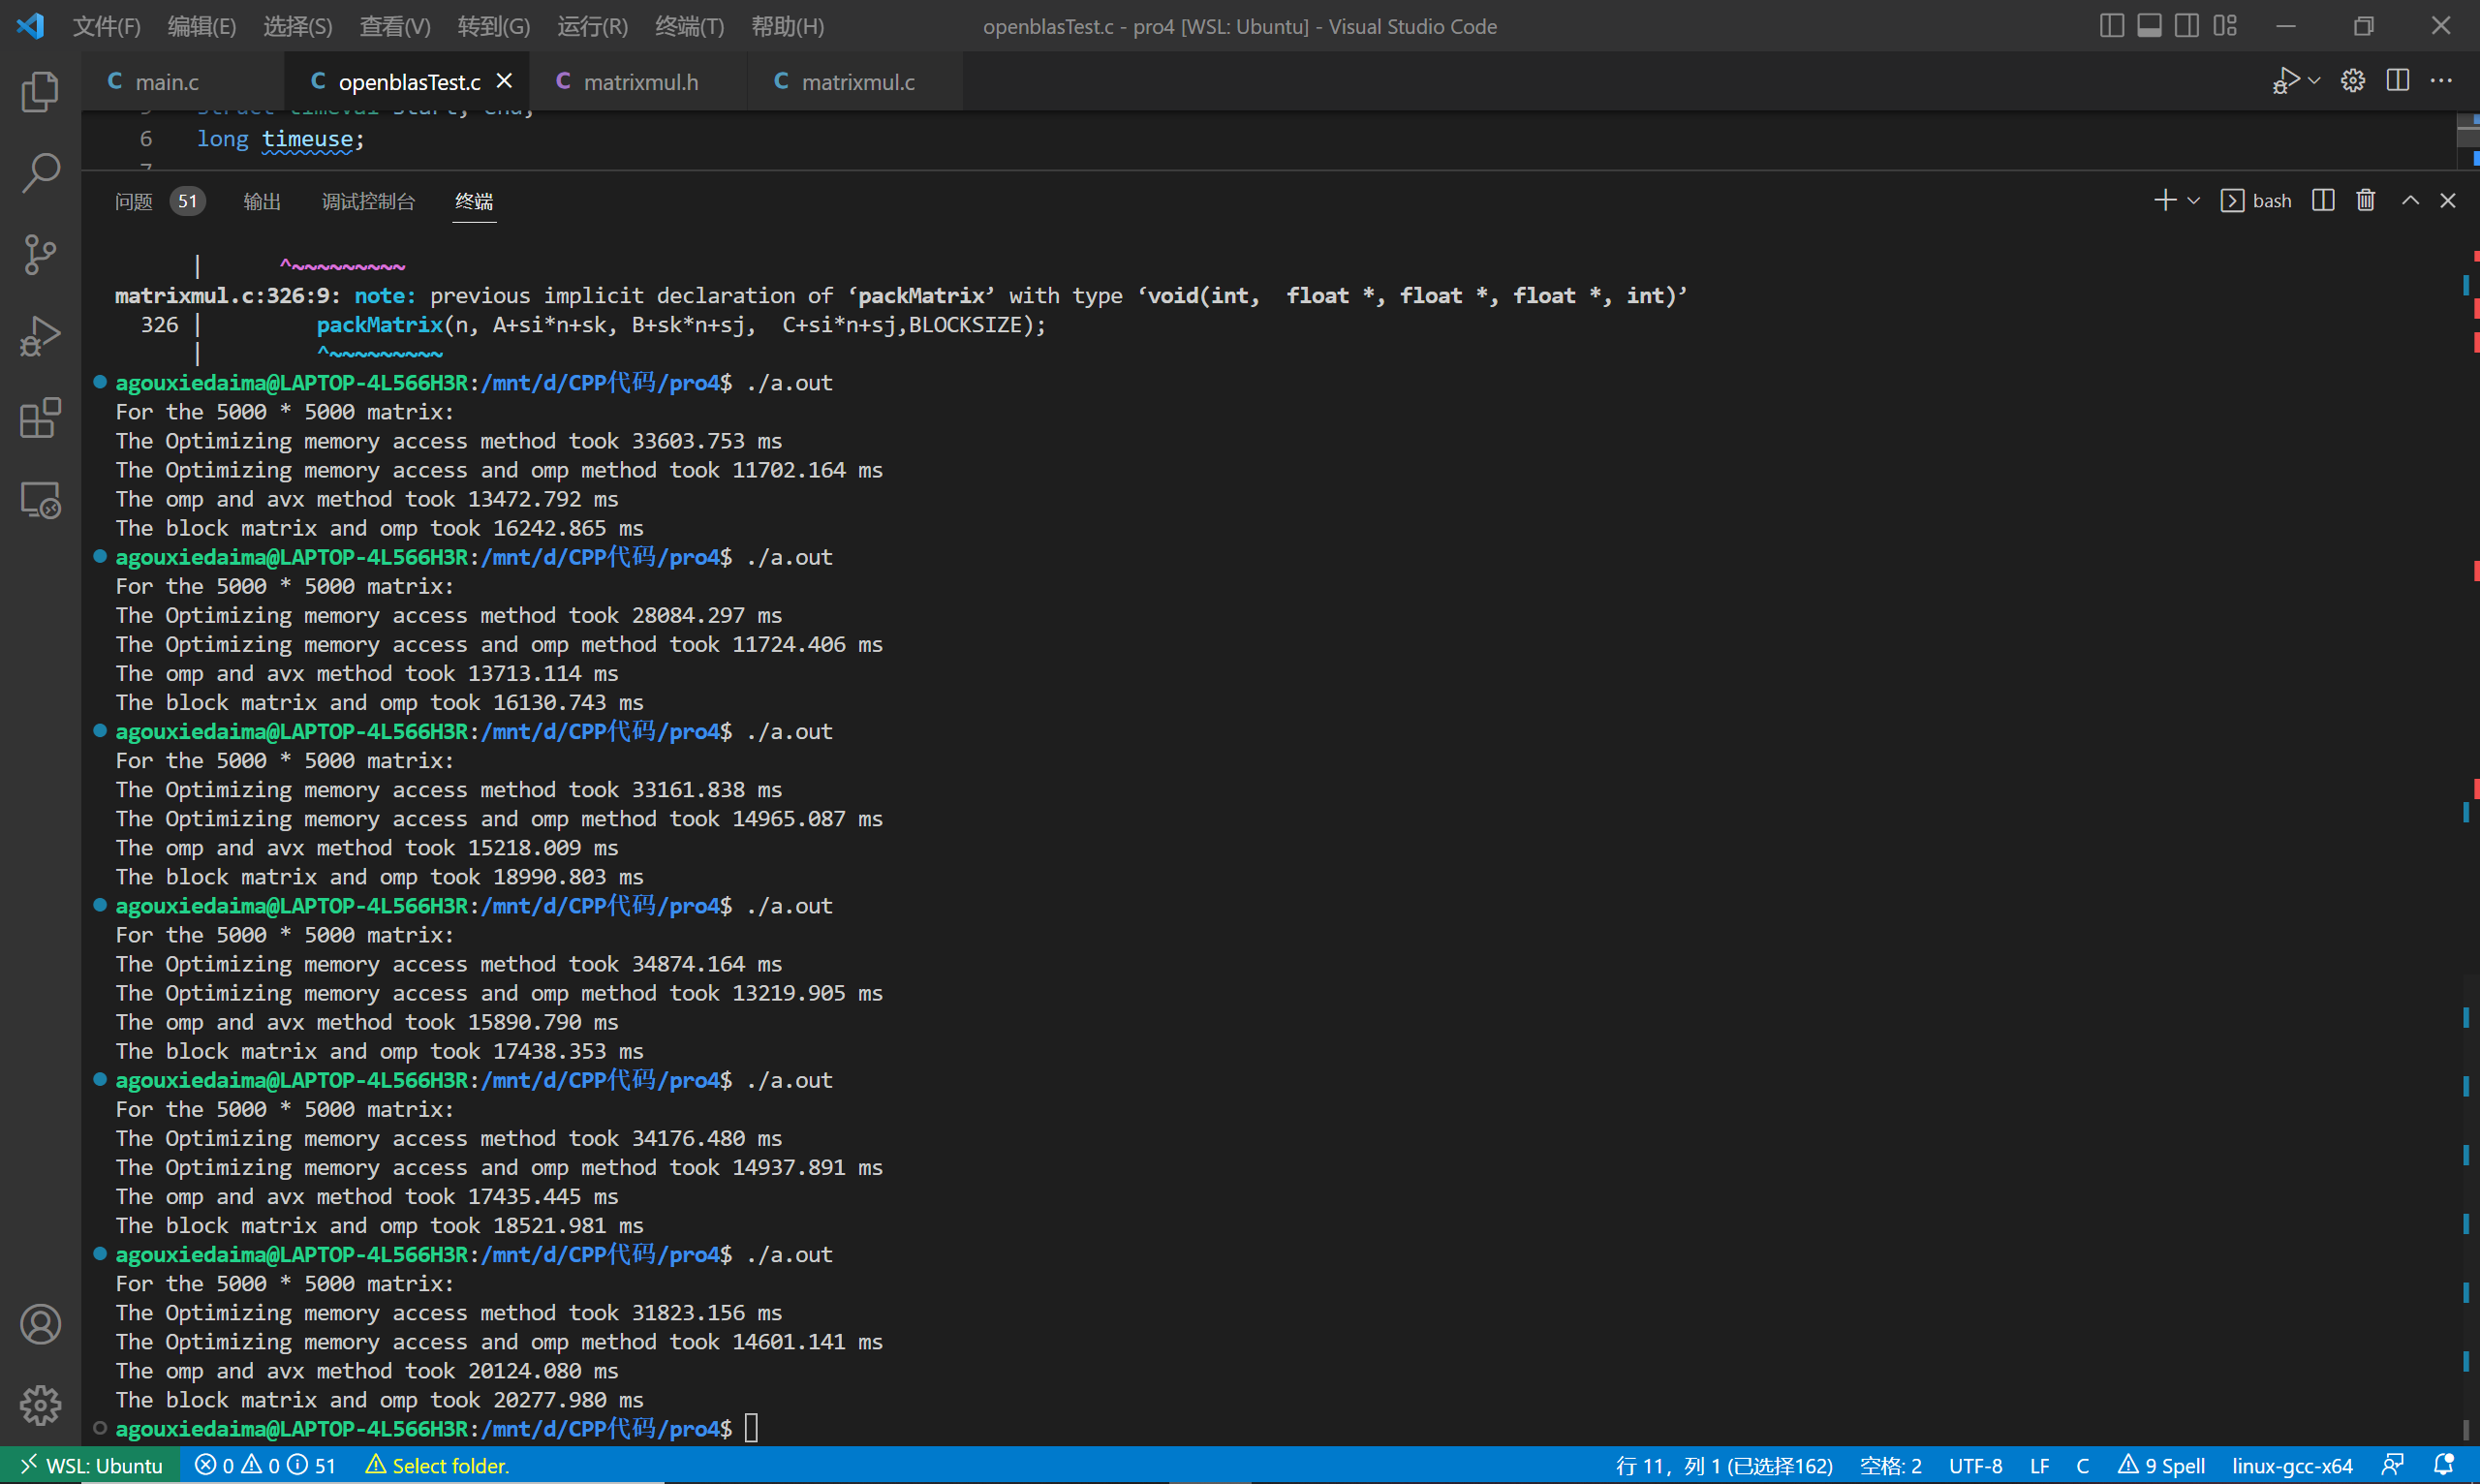 文件(F) 编辑(E) 选择(S) 查看(V) 转到(G) 运行(R) 终端(T) 帮助(H) openblasTest.c - pro4 [WSL: Ubuntu] - Visual Studio Code
C main.c C openblasTest.c C matrixmul.h C matrixmul.c
5 struct timeval start, end;
6 long timeuse;
7
问题 51 输出 调试控制台 终端 bash
| ^~~~~~~~~~
matrixmul.c:326:9: note: previous implicit declaration of ‘packMatrix’ with type ‘void(int,  float *, float *, float *, int)’
326 | packMatrix(n, A+si*n+sk, B+sk*n+sj,  C+si*n+sj,BLOCKSIZE);
| ^~~~~~~~~~
agouxiedaima@LAPTOP-4L566H3R:/mnt/d/CPP代码/pro4$ ./a.out
For the 5000 * 5000 matrix:
The Optimizing memory access method took 33603.753 ms
The Optimizing memory access and omp method took 11702.164 ms
The omp and avx method took 13472.792 ms
The block matrix and omp took 16242.865 ms
agouxiedaima@LAPTOP-4L566H3R:/mnt/d/CPP代码/pro4$ ./a.out
For the 5000 * 5000 matrix:
The Optimizing memory access method took 28084.297 ms
The Optimizing memory access and omp method took 11724.406 ms
The omp and avx method took 13713.114 ms
The block matrix and omp took 16130.743 ms
agouxiedaima@LAPTOP-4L566H3R:/mnt/d/CPP代码/pro4$ ./a.out
For the 5000 * 5000 matrix:
The Optimizing memory access method took 33161.838 ms
The Optimizing memory access and omp method took 14965.087 ms
The omp and avx method took 15218.009 ms
The block matrix and omp took 18990.803 ms
agouxiedaima@LAPTOP-4L566H3R:/mnt/d/CPP代码/pro4$ ./a.out
For the 5000 * 5000 matrix:
The Optimizing memory access method took 34874.164 ms
The Optimizing memory access and omp method took 13219.905 ms
The omp and avx method took 15890.790 ms
The block matrix and omp took 17438.353 ms
agouxiedaima@LAPTOP-4L566H3R:/mnt/d/CPP代码/pro4$ ./a.out
For the 5000 * 5000 matrix:
The Optimizing memory access method took 34176.480 ms
The Optimizing memory access and omp method took 14937.891 ms
The omp and avx method took 17435.445 ms
The block matrix and omp took 18521.981 ms
agouxiedaima@LAPTOP-4L566H3R:/mnt/d/CPP代码/pro4$ ./a.out
For the 5000 * 5000 matrix:
The Optimizing memory access method took 31823.156 ms
The Optimizing memory access and omp method took 14601.141 ms
The omp and avx method took 20124.080 ms
The block matrix and omp took 20277.980 ms
agouxiedaima@LAPTOP-4L566H3R:/mnt/d/CPP代码/pro4$
WSL: Ubuntu 0 0 51 Select folder. 行 11，列 1 (已选择162) 空格: 2 UTF-8 LF C 9 Spell linux-gcc-x64